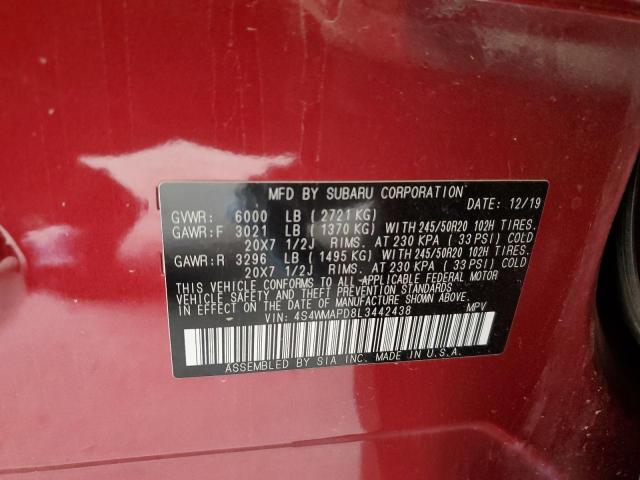 MFD BY SUBARU CORPORATION DATE: 12/19
GVWR: 6000 LB ( 2721 KG)
GAWR:F 3021 LB ( 1370 KG) WITH 245/50R20 102H TIRES.
20X7 1/2J RIMS. AT 230 KPA ( 33 PSI) COLD
GAWR:R 3296 LB ( 1495 KG) WITH 245/50R20 102H TIRES.
20X7 1/2J RIMS. AT 230 KPA ( 33 PSI) COLD
THIS VEHICLE CONFORMS TO ALL APPLICABLE FEDERAL MOTOR
VEHICLE SAFETY AND THEFT PREVENTION STANDARDS
IN EFFECT ON THE DATE OF MANUFACTURE SHOWN ABOVE.
VIN: 4S4WMAPD8L3442438 MPV
ASSEMBLED BY SIA INC. MADE IN U.S.A.